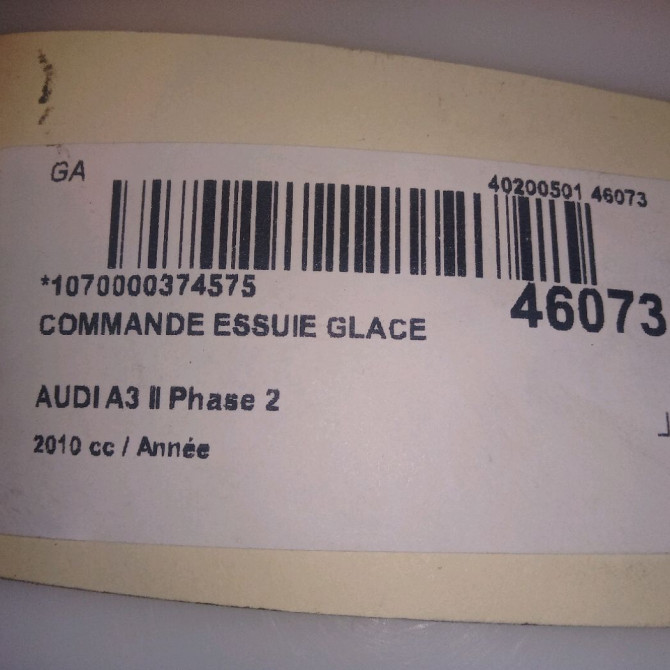 GA
40200501 46073
*1070000374575
46073
COMMANDE ESSUIE GLACE
AUDI A3 II Phase 2
2010 cc / Année